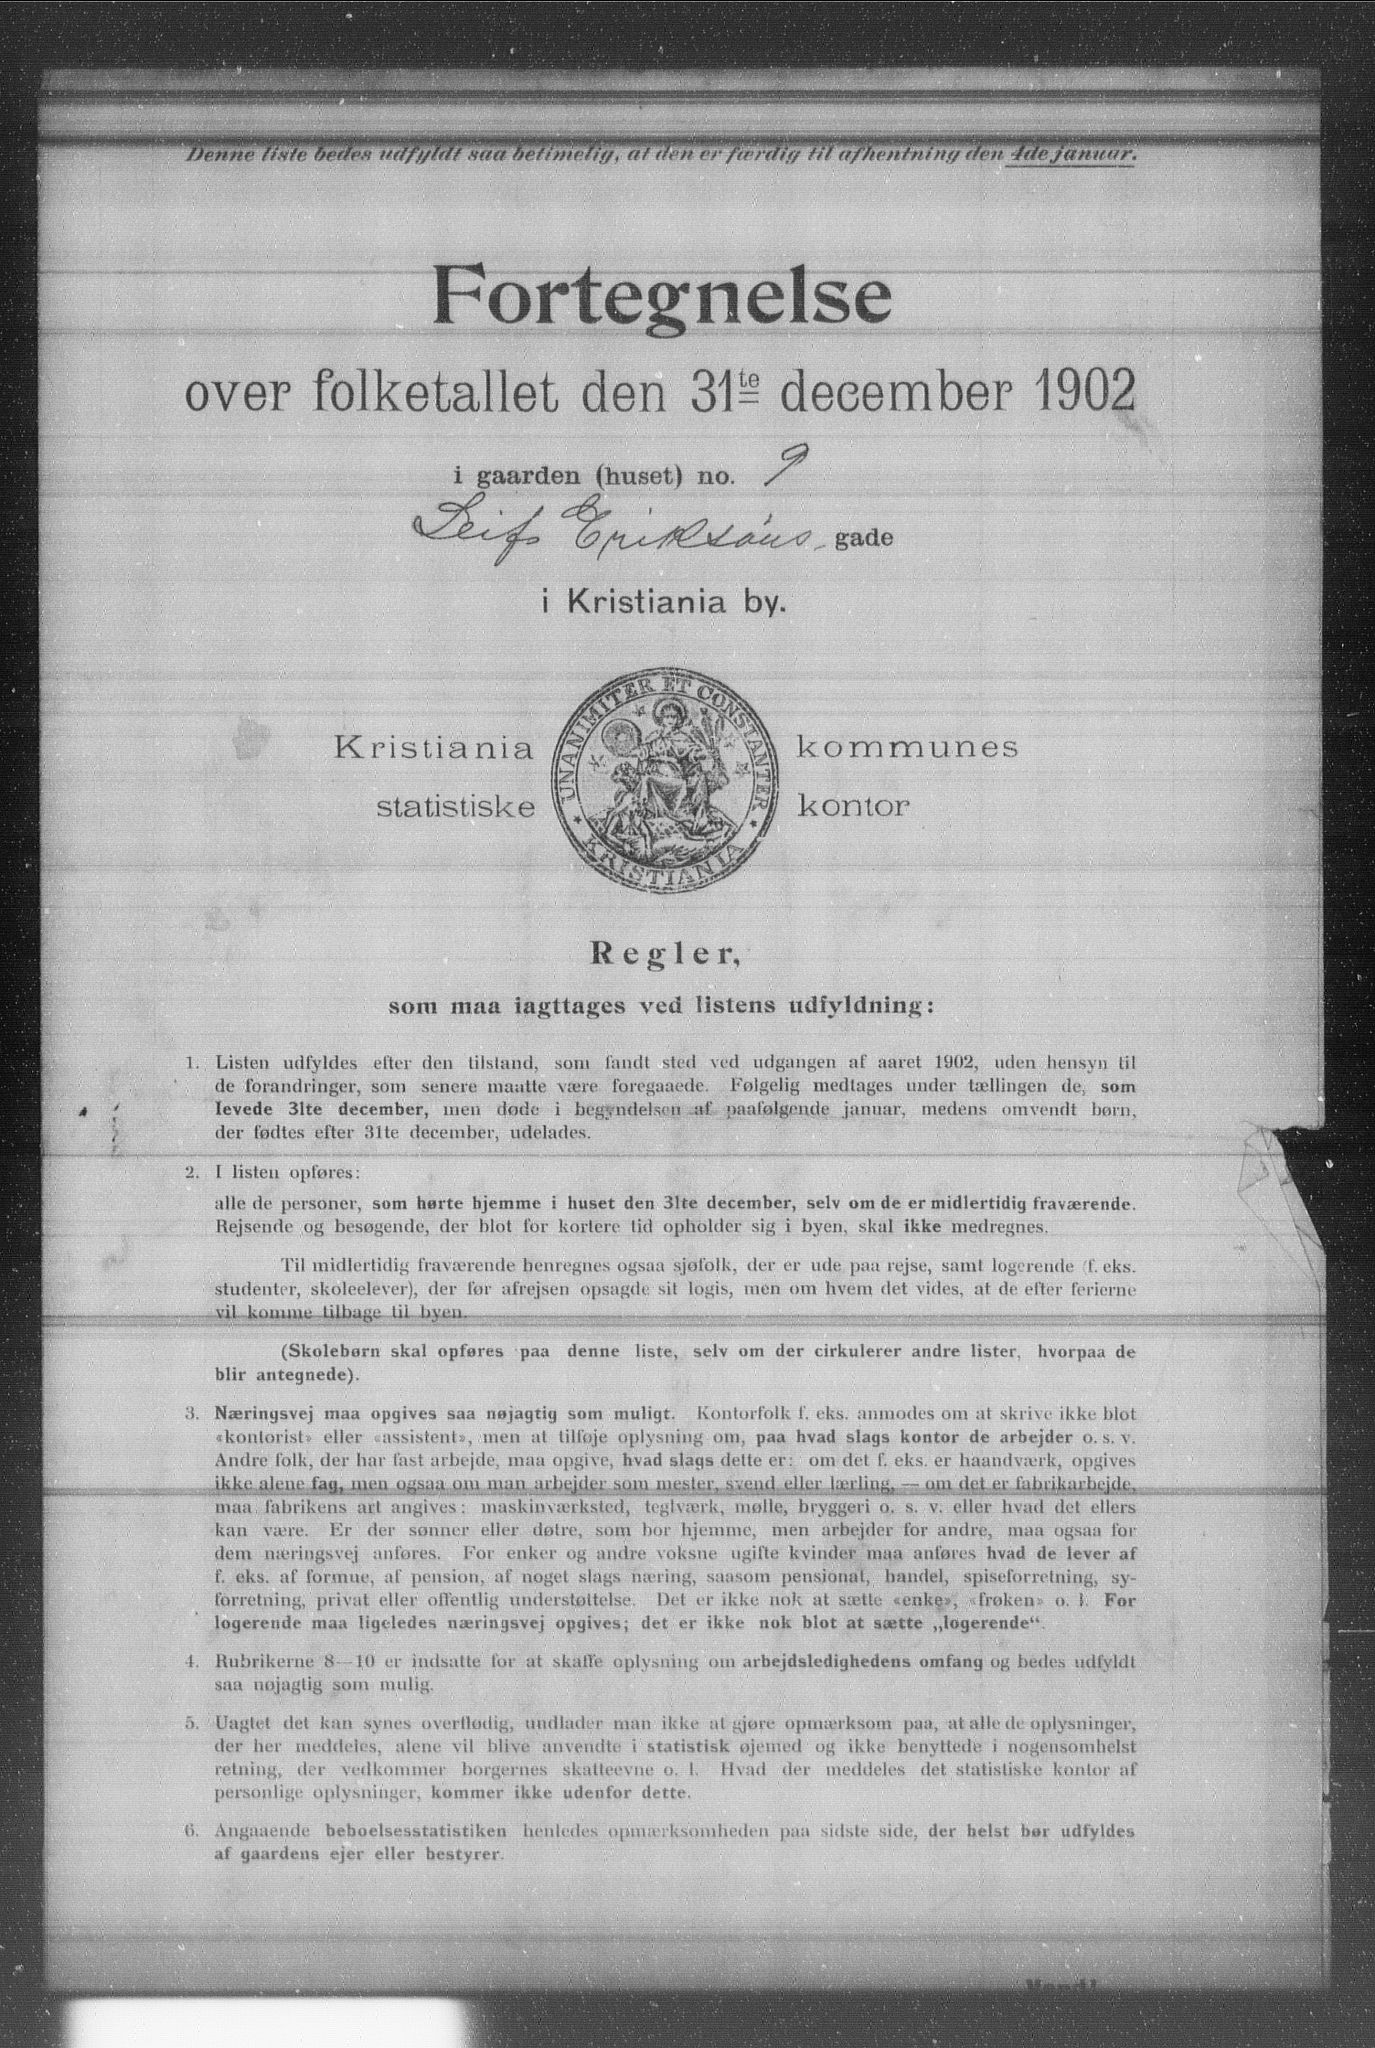 Denne liste bedes udfyldt saa betimelig, at den er færdig til afhentning den 4de januar.
Fortegnelse
over folketallet den 31te december 1902
i gaarden (huset) no. 9
Leifs Eriksöns gade
i Kristiania by.
UNANIMITER ET CONSTANTER
KRISTIANIA
Kristiania kommunes
statistiske kontor
Regler,
som maa iagttages ved listens udfyldning:
1. Listen udfyldes efter den tilstand, som fandt sted ved udgangen af aaret 1902, uden hensyn til
de forandringer, som senere maatte være foregaaede. Følgelig medtages under tællingen de, som
levede 31te december, men døde i begyndelsen af paafølgende januar, medens omvendt børn,
der fødtes efter 31te december, udelades.
2. I listen opføres:
alle de personer, som hørte hjemme i huset den 31te december, selv om de er midlertidig fraværende.
Rejsende og besøgende, der blot for kortere tid opholder sig i byen, skal ikke medregnes.
Til midlertidig fraværende henregnes ogsaa sjøfolk, der er ude paa rejse, samt logerende (f. eks.
studenter, skoleelever), der før afrejsen opsagde sit logis, men om hvem det vides, at de efter ferierne
vil komme tilbage til byen.
(Skolebørn skal opføres paa denne liste, selv om der cirkulerer andre lister, hvorpaa de
blir antegnede).
3. Næringsvej maa opgives saa nøjagtig som muligt. Kontorfolk f. eks. anmodes om at skrive ikke blot
«kontorist» eller «assistent», men at tilføje oplysning om, paa hvad slags kontor de arbejder o. s. v.
Andre folk, der har fast arbejde, maa opgive, hvad slags dette er: om det f. eks. er haandværk, opgives
ikke alene fag, men ogsaa om man arbejder som mester, svend eller lærling, — om det er fabrikarbejde,
maa fabrikens art angives: maskinværksted, teglværk, mølle, bryggeri o. s. v. eller hvad det ellers
kan være. Er der sønner eller døtre, som bor hjemme, men arbejder for andre, maa ogsaa for
dem næringsvej anføres. For enker og andre voksne ugifte kvinder maa anføres hvad de lever af
f. eks. af formue, af pension, af noget slags næring, saasom pensionat, handel, spiseforretning, sy-
forretning, privat eller offentlig understøttelse. Det er ikke nok at sætte «enke», «frøken» o. l. For
logerende maa ligeledes næringsvej opgives; det er ikke nok blot at sætte „logerende“.
4. Rubrikerne 8—10 er indsatte for at skaffe oplysning om arbejdsledighedens omfang og bedes udfyldt
saa nøjagtig som mulig.
5. Uagtet det kan synes overflødig, undlader man ikke at gjøre opmærksom paa, at alle de oplysninger,
der her meddeles, alene vil blive anvendte i statistisk øjemed og ikke benyttede i nogensomhelst
retning, der vedkommer borgernes skatteevne o. l. Hvad der meddeles det statistiske kontor af
personlige oplysninger, kommer ikke udenfor dette.
6. Angaaende beboelsesstatistiken henledes opmærksomheden paa sidste side, der helst bør udfyldes
af gaardens ejer eller bestyrer.